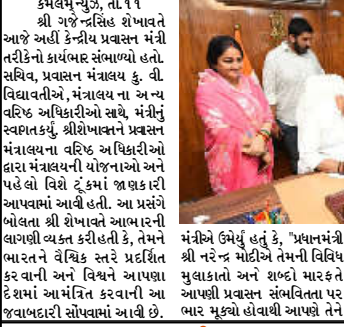 કમલમ્ ન્યુઝ, તા.૧૧
શ્રી ગજેન્દ્રસિંહ શેખાવતે
આજે અહીં કેન્દ્રીય પ્રવાસન મંત્રી
તરીકેનો કાર્યભાર સંભાળ્યો હતો.
સચિવ, પ્રવાસન મંત્રાલય કુ. વી.
વિદ્યાવતીએ, મંત્રાલય ના અન્ય
વરિષ્ઠ અધિકારીઓ સાથે, મંત્રીનું
સ્વાગતકર્યું. શ્રીશેખાવતને પ્રવાસન
મંત્રાલયના વરિષ્ઠ અધિકારીઓ
દ્વારા મંત્રાલયની યોજનાઓ અને
પહેલો વિશે ટૂંકમાં જાણકારી
આપવામાં આવી હતી. આ પ્રસંગે
બોલતા શ્રી શેખાવતે આભારની
લાગણી વ્યક્ત કરીહતી કે, તેમને
ભારતને વૈશ્વિક સ્તરે પ્રદર્શિત
કરવાની અને વિશ્વને આપણા
દેશમાં આમંત્રિત કરવાની આ
જવાબદારી સોંપવામાં આવી છે.
મંત્રીએ ઉમેર્યું હતું કે, "પ્રધાનમંત્રી
શ્રી નરેન્દ્ર મોદીએ તેમની વિવિધ
મુલાકાતો અને શબ્દો મારફતે
આપણી પ્રવાસન સંભવિતતા પર
ભાર મૂક્યો હોવાથી આપણે તેને